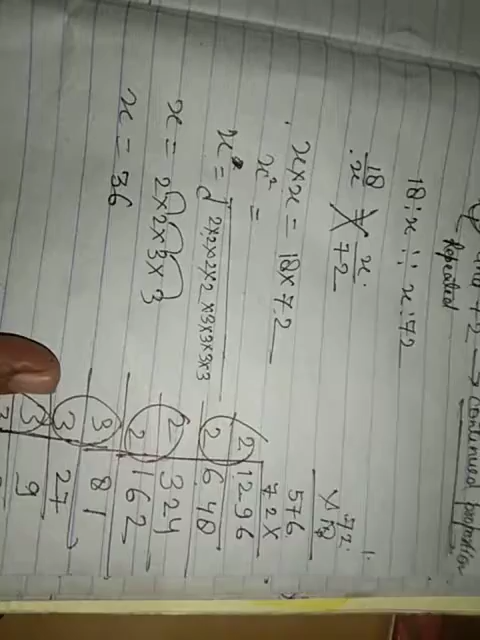 and 72 → Continued proportion
Repeated
18:x :: x:72
18/x = x/72
x×x = 18×72
x² =
x² = √2×2×2×2×3×3×3×3
x = 2×2×3×3
x = 36
72
×18
576
72×
2 1296
2 648
2 324
2 162
3 81
3 27
3 9